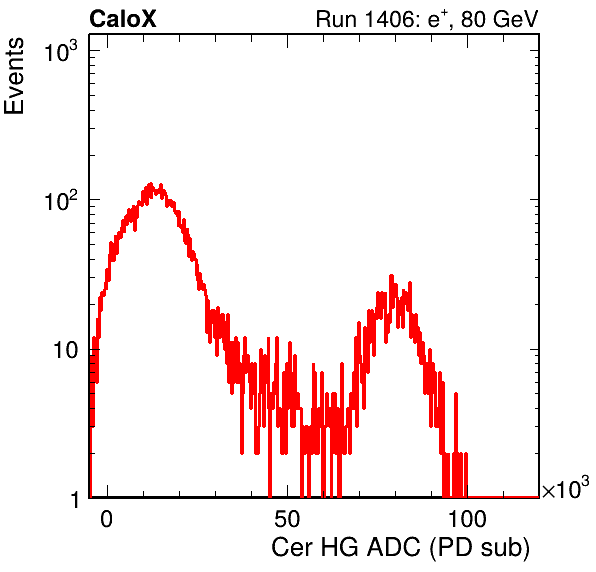 CaloX Run 1406: e⁺, 80 GeV
Events
10³
10²
10
1
0 50 100 ×10³
Cer HG ADC (PD sub)